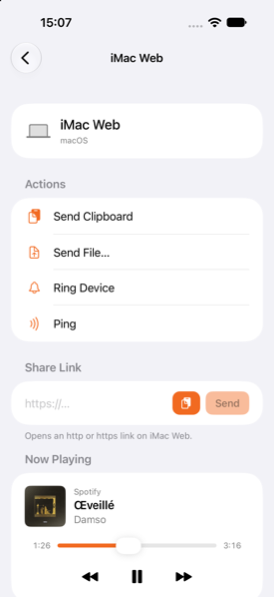 15:07
iMac Web
iMac Web
macOS
Actions
Send Clipboard
Send File...
Ring Device
Ping
Share Link
https://...
Send
Opens an http or https link on iMac Web.
Now Playing
Spotify
Œveillé
Damso
1:26
3:16